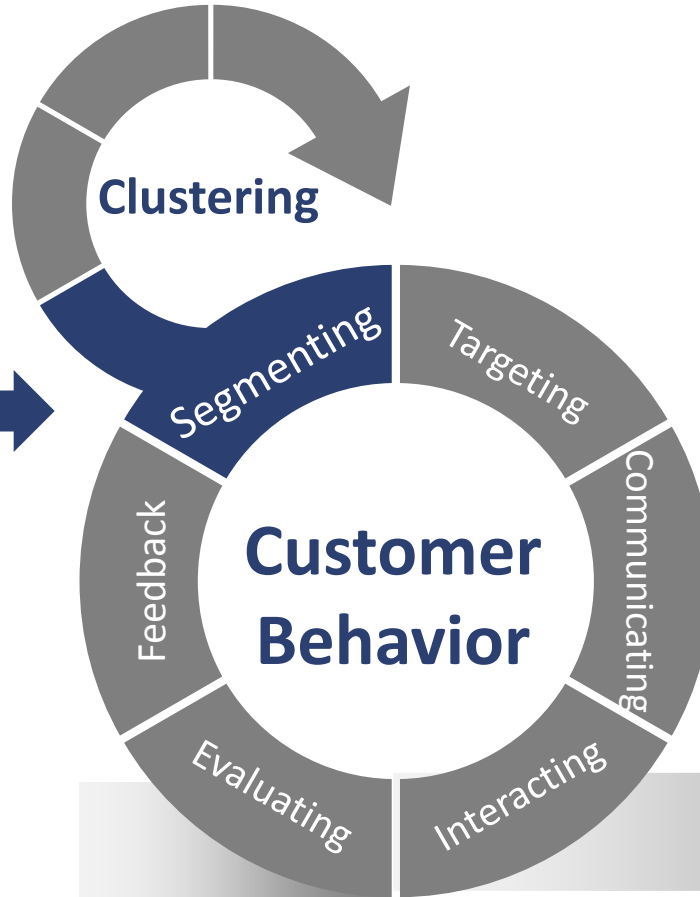 Clustering
Segmenting
Targeting
Communicating
Interacting
Evaluating
Feedback
Customer
Behavior